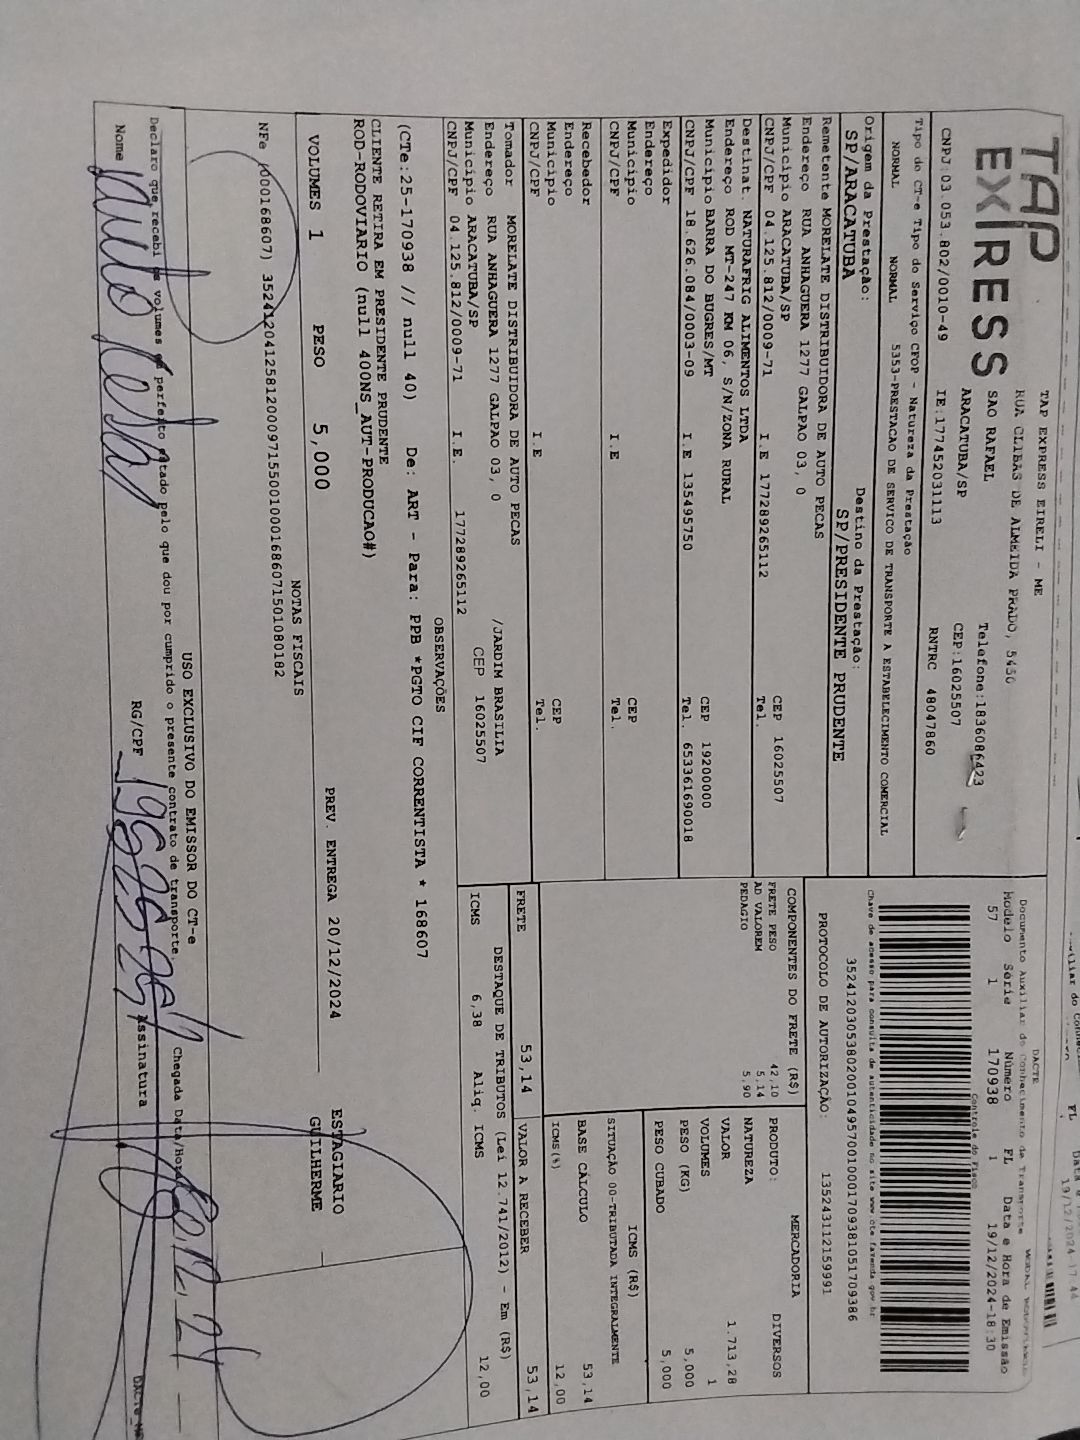 TAP
EXPRESS
TAP EXPRESS EIRELI - ME
RUA CLIBAS DE ALMEIDA PRADO, 5450
SAO RAFAEL
Telefone:1836086423
ARACATUBA/SP
CEP:16025507
CNPJ:03.053.802/0010-49
IE:177452031113
RNTRC 48047860
DACTE
Documento Auxiliar do Conhecimento de Transporte
Modelo Série Número FL Data e Hora de Emissão
57 1 170938 1 19/12/2024-18:30
Controle do Fisco
Tipo do CT-e Tipo do Serviço CFOP - Natureza da Prestação
NORMAL NORMAL 5353-PRESTACAO DE SERVICO DE TRANSPORTE A ESTABELECIMENTO COMERCIAL
Chave de acesso para consulta de autenticidade no site www.cte.fazenda.gov.br
35241203053802001049570010001709381051709386
Origem da Prestação:
SP/ARACATUBA
Destino da Prestação:
SP/PRESIDENTE PRUDENTE
PROTOCOLO DE AUTORIZAÇÃO: 135243112159991
Remetente MORELATE DISTRIBUIDORA DE AUTO PECAS
Endereço RUA ANHAGUERA 1277 GALPAO 03, 0
Município ARACATUBA/SP CEP 16025507
CNPJ/CPF 04.125.812/0009-71 I.E 177289265112 Tel.
Destinat. NATURAFRIG ALIMENTOS LTDA
Endereço ROD MT-247 KM 06, S/N/ZONA RURAL
Município BARRA DO BUGRES/MT CEP 19200000
CNPJ/CPF 18.626.084/0003-09 I.E 135495750 Tel. 653361690018
Expedidor
Endereço
Município CEP
CNPJ/CPF I.E Tel.
Recebedor
Endereço
Município CEP
CNPJ/CPF I.E Tel.
Tomador MORELATE DISTRIBUIDORA DE AUTO PECAS
Endereço RUA ANHAGUERA 1277 GALPAO 03, 0 /JARDIM BRASILIA
Município ARACATUBA/SP CEP 16025507
CNPJ/CPF 04.125.812/0009-71 I.E. 177289265112
COMPONENTES DO FRETE (R$)
FRETE PESO 42,10
AD VALOREM 5,14
PEDAGIO 5,90
MERCADORIA
PRODUTO: DIVERSOS
NATUREZA
VALOR 1.713,28
VOLUMES 1
PESO (KG) 5,000
PESO CUBADO 5,000
ICMS (R$)
SITUAÇÃO 00-TRIBUTADA INTEGRALMENTE
BASE CÁLCULO 53,14
ICMS(%) 12,00
FRETE 53,14
VALOR A RECEBER 53,14
DESTAQUE DE TRIBUTOS (Lei 12.741/2012) - Em (R$)
ICMS 6,38 Aliq. ICMS 12,00
OBSERVAÇÕES
(CTe:25-170938 // null 40) De: ART - Para: PPB *PGTO CIF CORRENTISTA * 168607
CLIENTE RETIRA EM PRESIDENTE PRUDENTE
ROD-RODOVIARIO (null 400NS_AUT-PRODUCAO#)
VOLUMES 1 PESO 5,000 PREV. ENTREGA 20/12/2024
ESTAGIARIO
GUILHERME
NOTAS FISCAIS
NFe (000168607) 35241204125812000971550010001686071501080182
USO EXCLUSIVO DO EMISSOR DO CT-e
Declaro que recebi os volumes em perfeito estado pelo que dou por cumprido o presente contrato de transporte
Nome
RG/CPF
Assinatura
Chegada Data/Hora